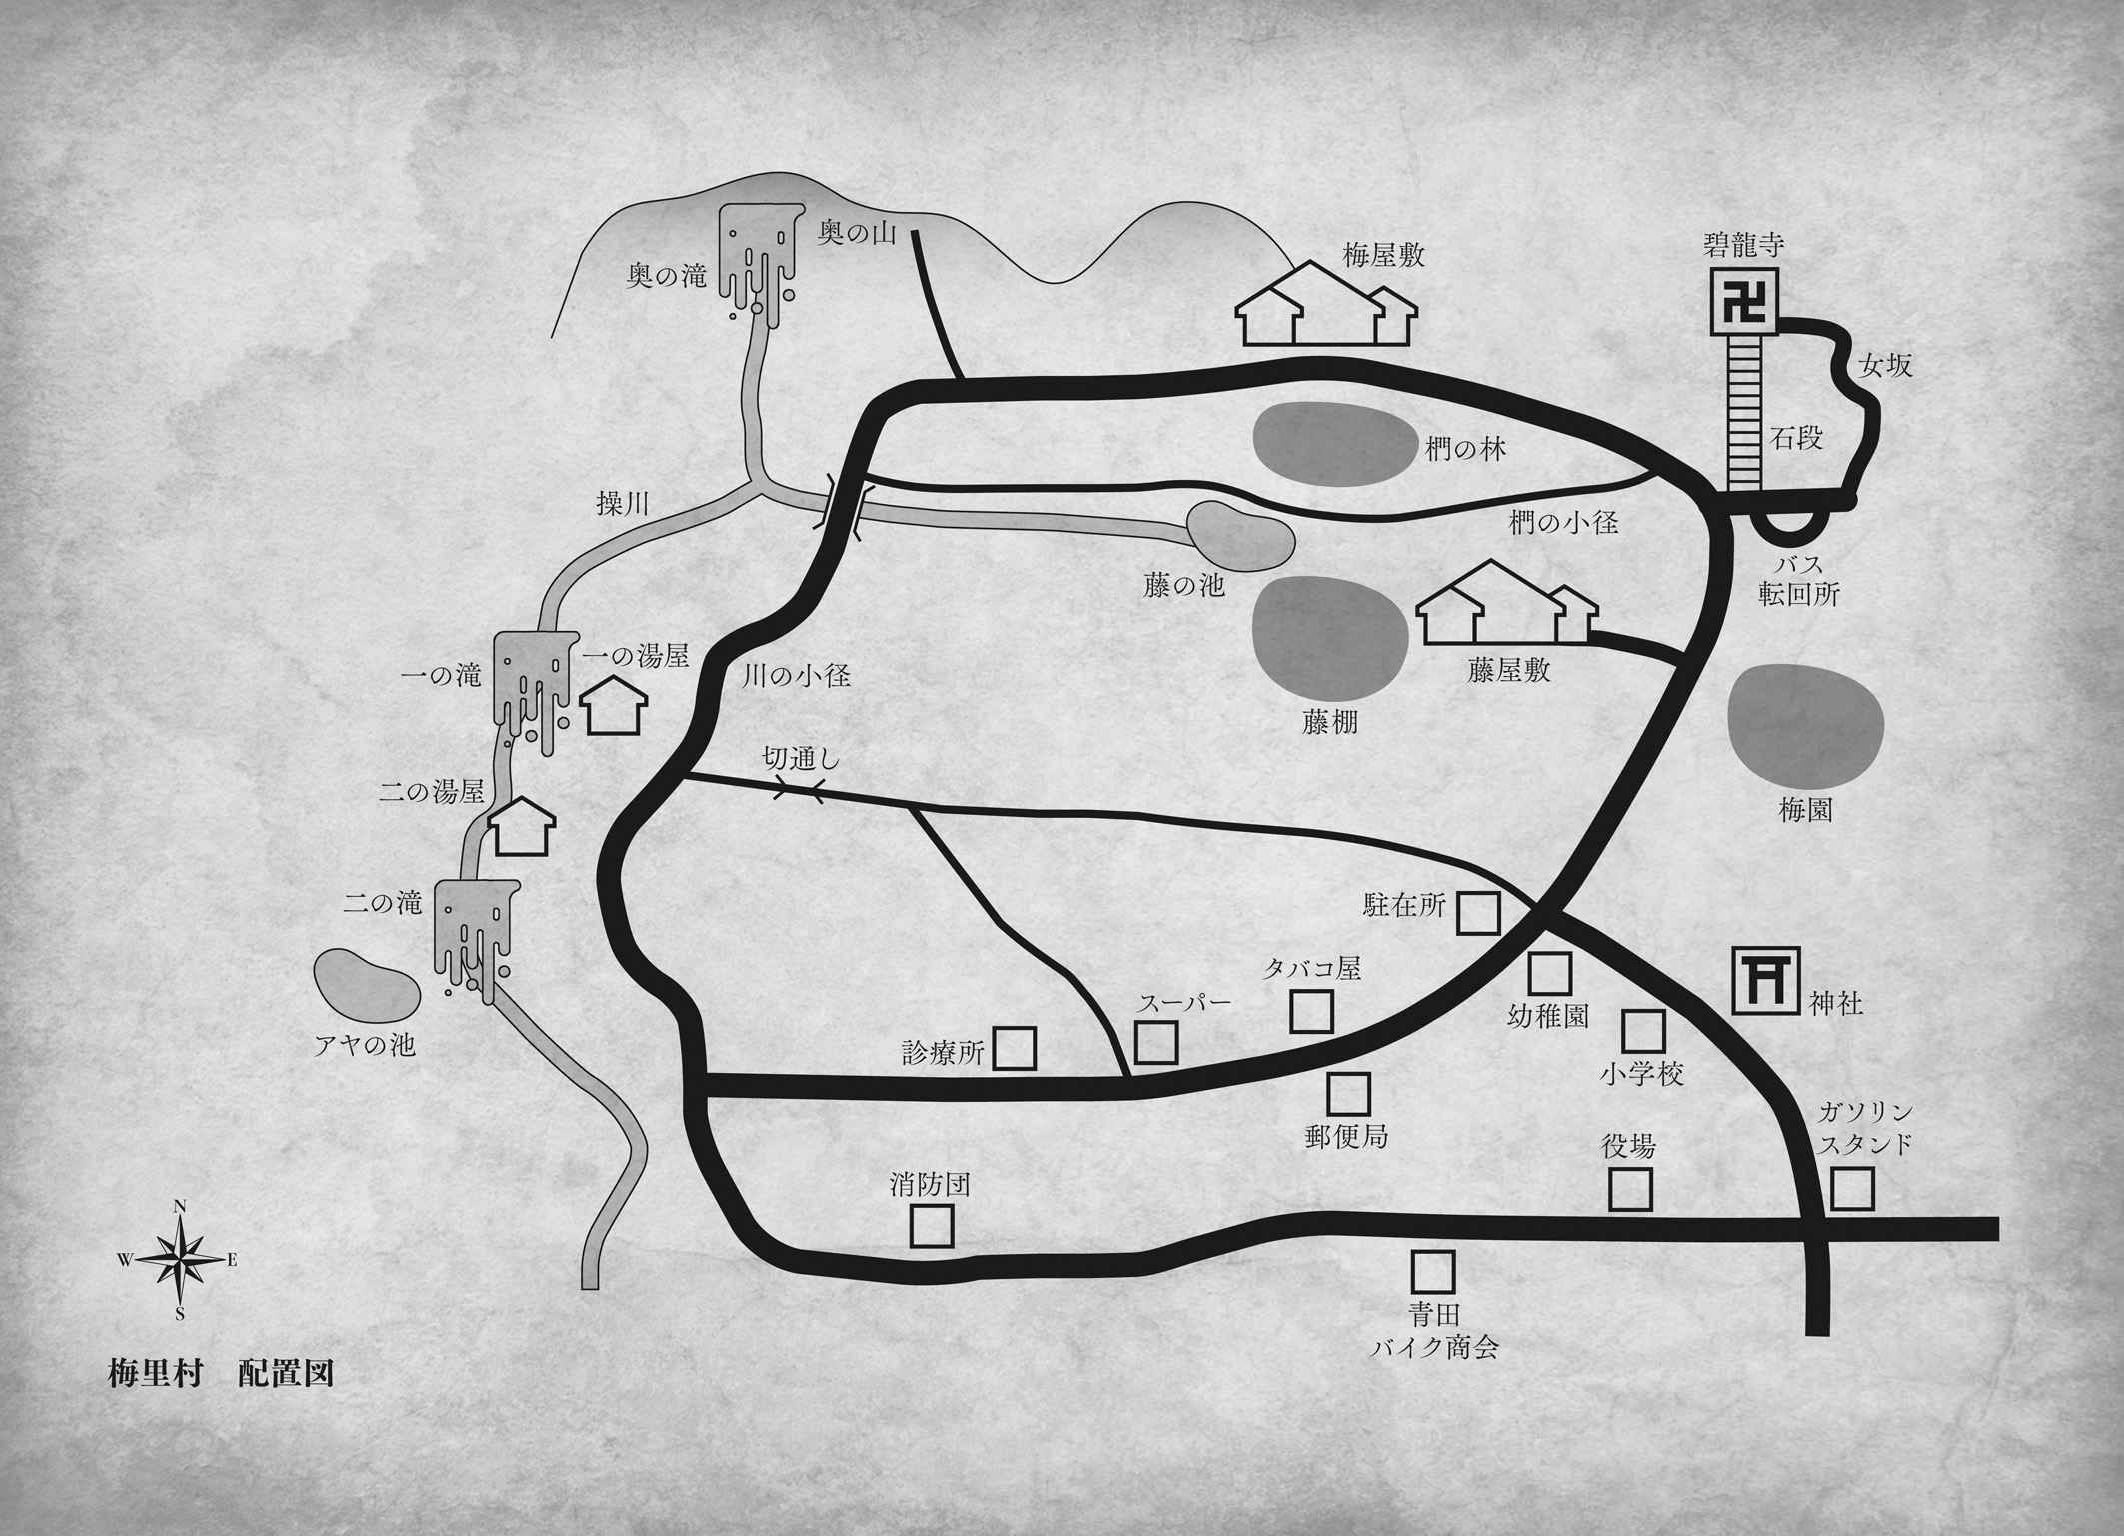 碧龍寺
卍
奥の山
梅屋敷
奥の滝
女坂
椚の林
石段
操川
椚の小径
バス
転回所
藤の池
一の湯屋
一の滝
川の小径
藤屋敷
藤棚
切通し
二の湯屋
梅園
二の滝
駐在所
タバコ屋
スーパー
神社
幼稚園
アヤの池
診療所
小学校
ガソリン
スタンド
郵便局
役場
消防団
N
W
E
S
青田
バイク商会
梅里村 配置図